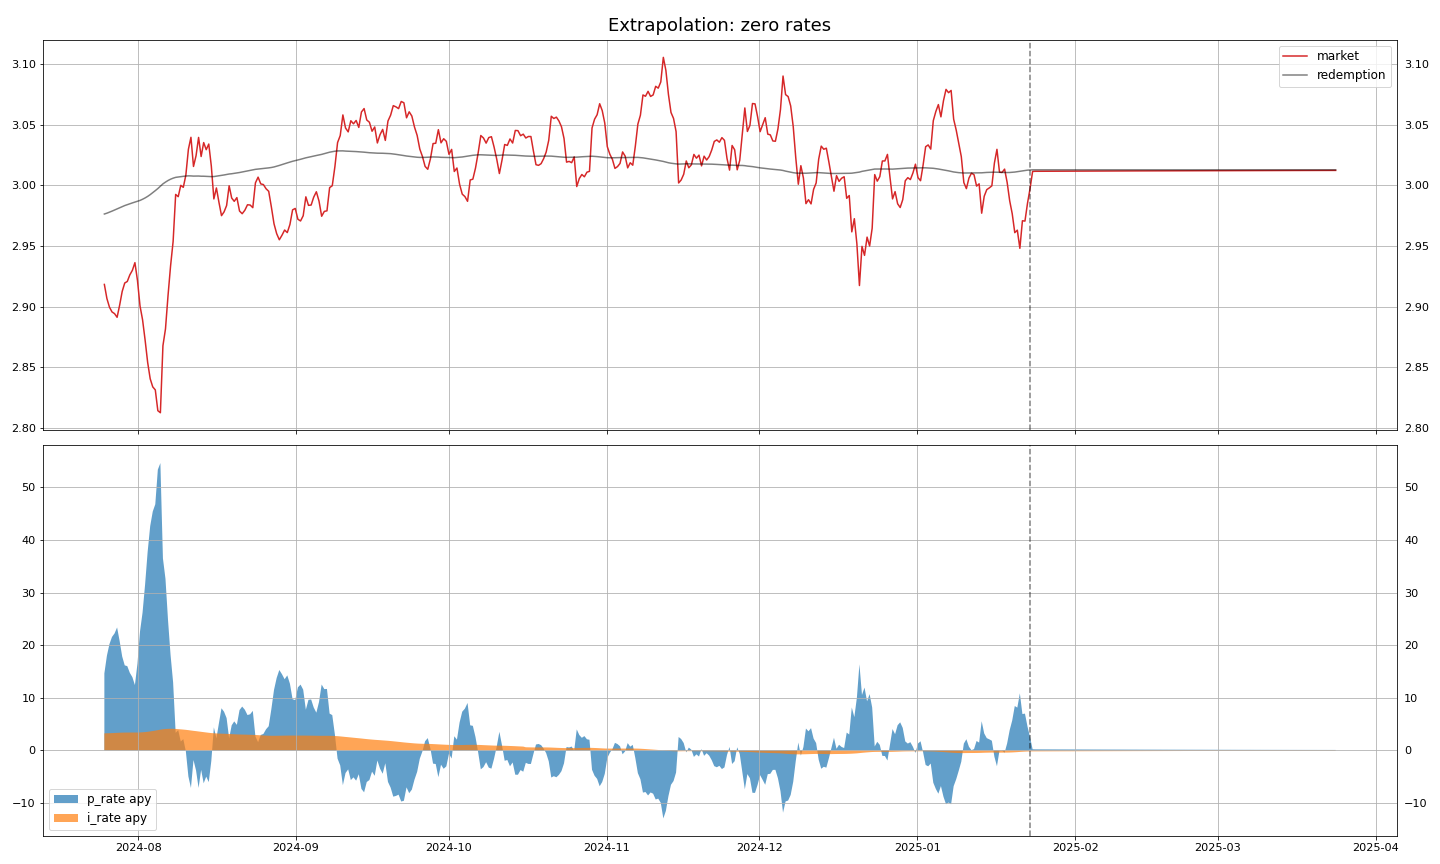 Extrapolation: zero rates
market
redemption
3.10 3.10
3.05 3.05
3.00 3.00
2.95 2.95
2.90 2.90
2.85 2.85
2.80 2.80
50 50
40 40
30 30
20 20
10 10
0 0
−10 −10
p_rate apy
i_rate apy
2024-08 2024-09 2024-10 2024-11 2024-12 2025-01 2025-02 2025-03 2025-04